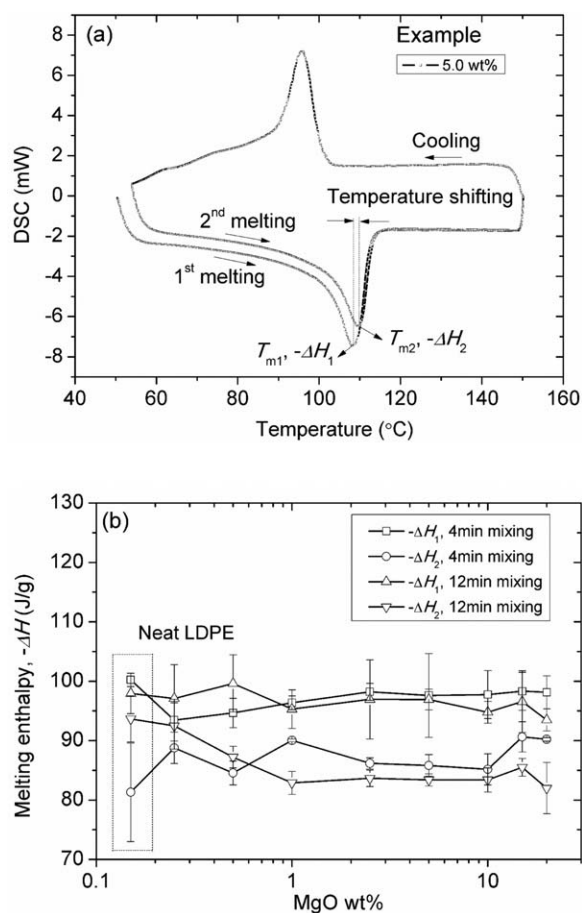 (a)
Example
5.0 wt%
Cooling
Temperature shifting
2nd melting
1st melting
Tm1, -ΔH1
Tm2, -ΔH2
DSC (mW)
8
6
4
2
0
-2
-4
-6
-8
40 60 80 100 120 140 160
Temperature (°C)
(b)
-ΔH1, 4min mixing
-ΔH2, 4min mixing
-ΔH1, 12min mixing
-ΔH2, 12min mixing
Neat LDPE
Melting enthalpy, -ΔH (J/g)
130
120
110
100
90
80
70
0.1 1 10
MgO wt%